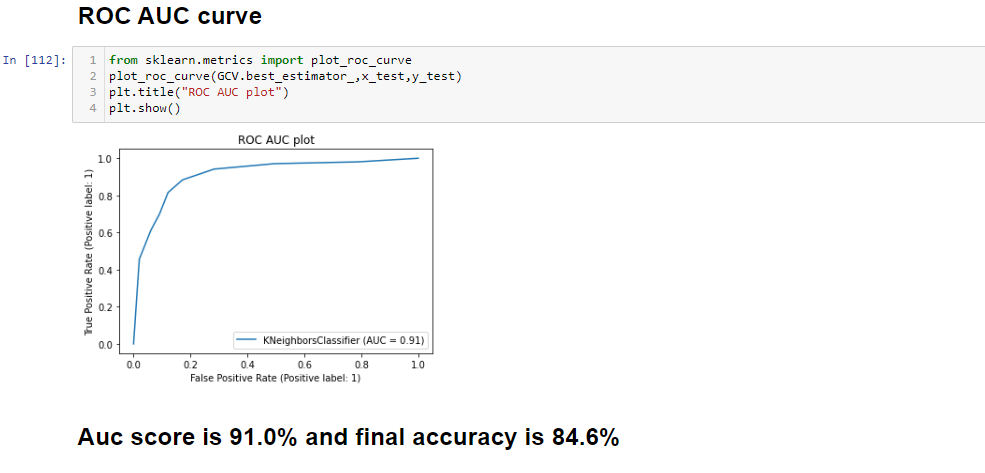 ROC AUC curve
In [112]:
1 from sklearn.metrics import plot_roc_curve
2 plot_roc_curve(GCV.best_estimator_,x_test,y_test)
3 plt.title("ROC AUC plot")
4 plt.show()
ROC AUC plot
True Positive Rate (Positive label: 1)
1.0
0.8
0.6
0.4
0.2
0.0
KNeighborsClassifier (AUC = 0.91)
0.0 0.2 0.4 0.6 0.8 1.0
False Positive Rate (Positive label: 1)
Auc score is 91.0% and final accuracy is 84.6%